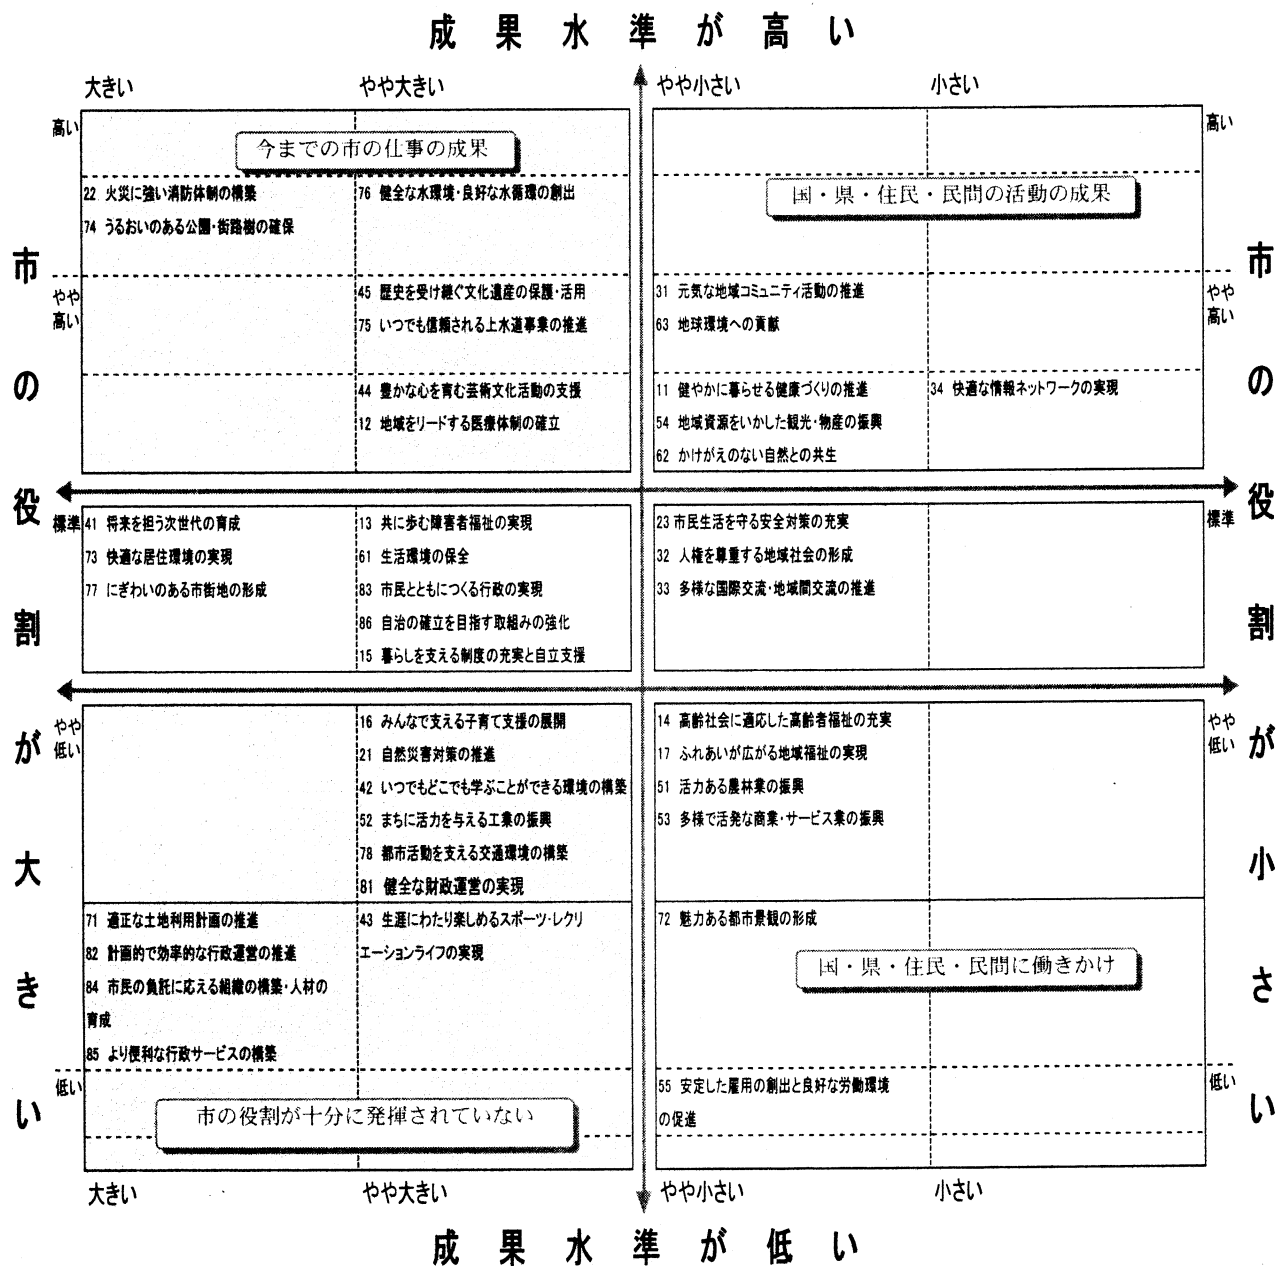 成果水準が高い
大きい
やや大きい
やや小さい
小さい
高い
高い
今までの市の仕事の成果
国・県・住民・民間の活動の成果
22 火災に強い消防体制の構築
74 うるおいのある公園・街路樹の確保
76 健全な水環境・良好な水循環の創出
やや
高い
45 歴史を受け継ぐ文化遺産の保護・活用
75 いつでも信頼される上水道事業の推進
31 元気な地域コミュニティ活動の推進
63 地球環境への貢献
やや
高い
44 豊かな心を育む芸術文化活動の支援
12 地域をリードする医療体制の確立
11 健やかに暮らせる健康づくりの推進
54 地域資源をいかした観光・物産の振興
62 かけがえのない自然との共生
34 快適な情報ネットワークの実現
市の役割が大きい
市の役割が小さい
標準
41 将来を担う次世代の育成
73 快適な居住環境の実現
77 にぎわいのある市街地の形成
13 共に歩む障害者福祉の実現
61 生活環境の保全
83 市民とともにつくる行政の実現
86 自治の確立を目指す取組みの強化
15 暮らしを支える制度の充実と自立支援
23 市民生活を守る安全対策の充実
32 人権を尊重する地域社会の形成
33 多様な国際交流・地域間交流の推進
標準
やや
低い
16 みんなで支える子育て支援の展開
21 自然災害対策の推進
42 いつでもどこでも学ぶことができる環境の構築
52 まちに活力を与える工業の振興
78 都市活動を支える交通環境の構築
81 健全な財政運営の実現
14 高齢社会に適応した高齢者福祉の充実
17 ふれあいが広がる地域福祉の実現
51 活力ある農林業の振興
53 多様で活発な商業・サービス業の振興
やや
低い
71 適正な土地利用計画の推進
82 計画的で効率的な行政運営の推進
84 市民の負託に応える組織の構築・人材の
育成
85 より便利な行政サービスの構築
43 生涯にわたり楽しめるスポーツ・レクリ
エーションライフの実現
72 魅力ある都市景観の形成
国・県・住民・民間に働きかけ
低い
市の役割が十分に発揮されていない
55 安定した雇用の創出と良好な労働環境
の促進
低い
大きい
やや大きい
やや小さい
小さい
成果水準が低い